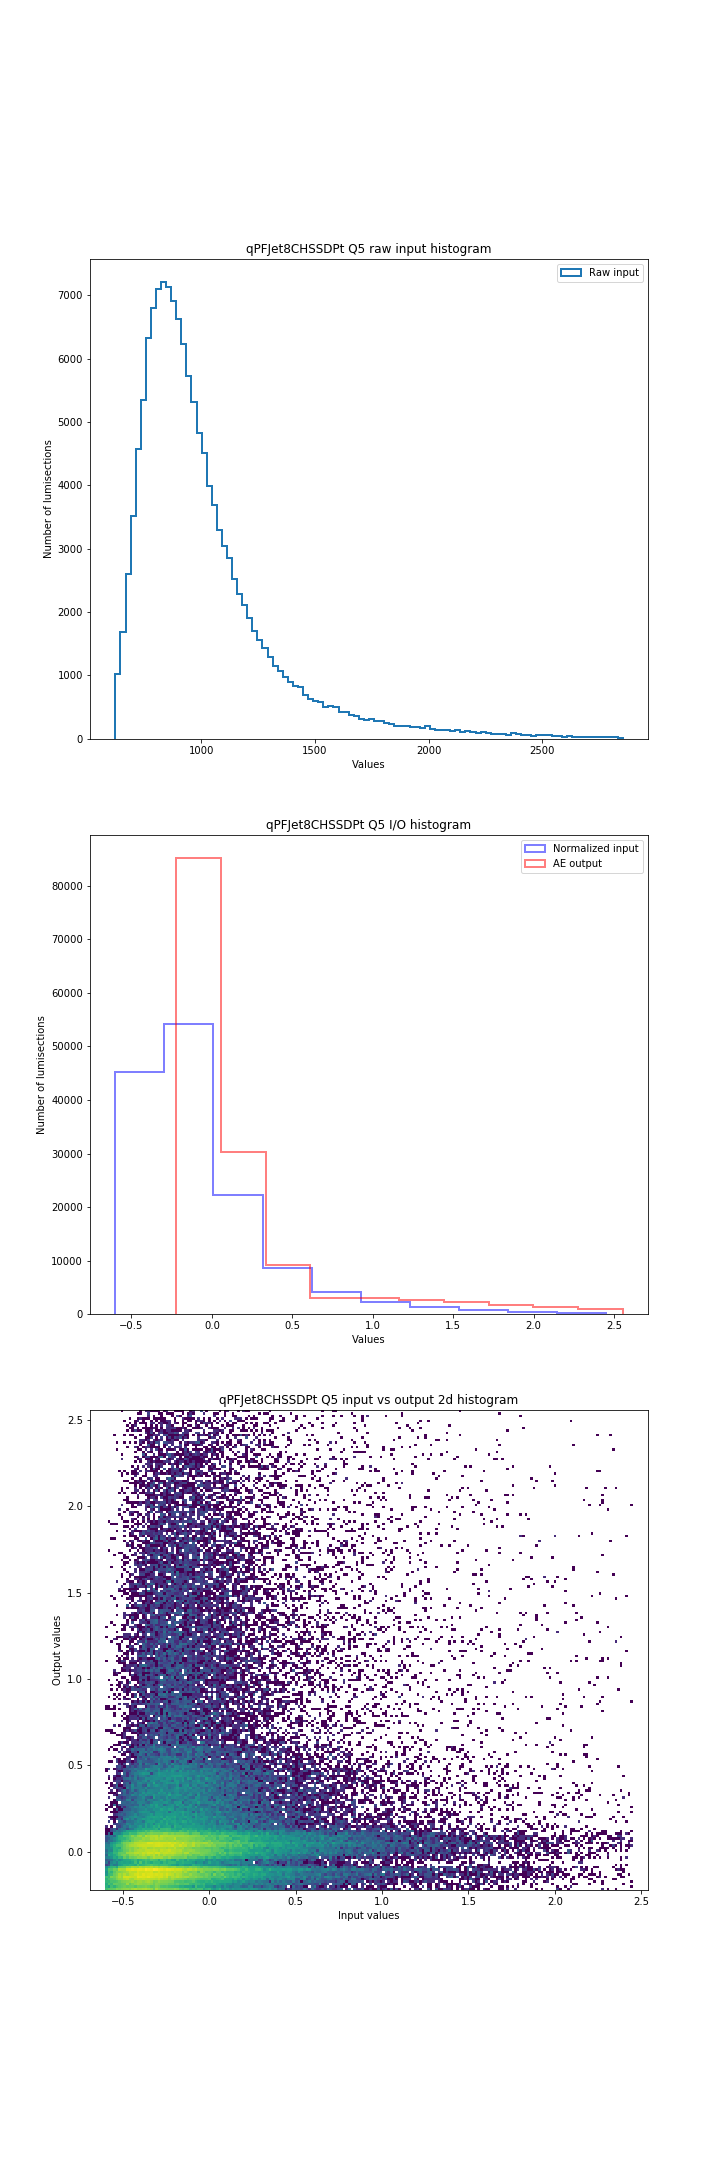 qPFJet8CHSSDPt Q5 raw input histogram
Raw input
7000
6000
5000
4000
3000
2000
1000
0
Number of lumisections
1000 1500 2000 2500
Values
qPFJet8CHSSDPt Q5 I/O histogram
Normalized input
AE output
80000
70000
60000
50000
40000
30000
20000
10000
0
Number of lumisections
−0.5 0.0 0.5 1.0 1.5 2.0 2.5
Values
qPFJet8CHSSDPt Q5 input vs output 2d histogram
2.5
2.0
1.5
1.0
0.5
0.0
Output values
−0.5 0.0 0.5 1.0 1.5 2.0 2.5
Input values